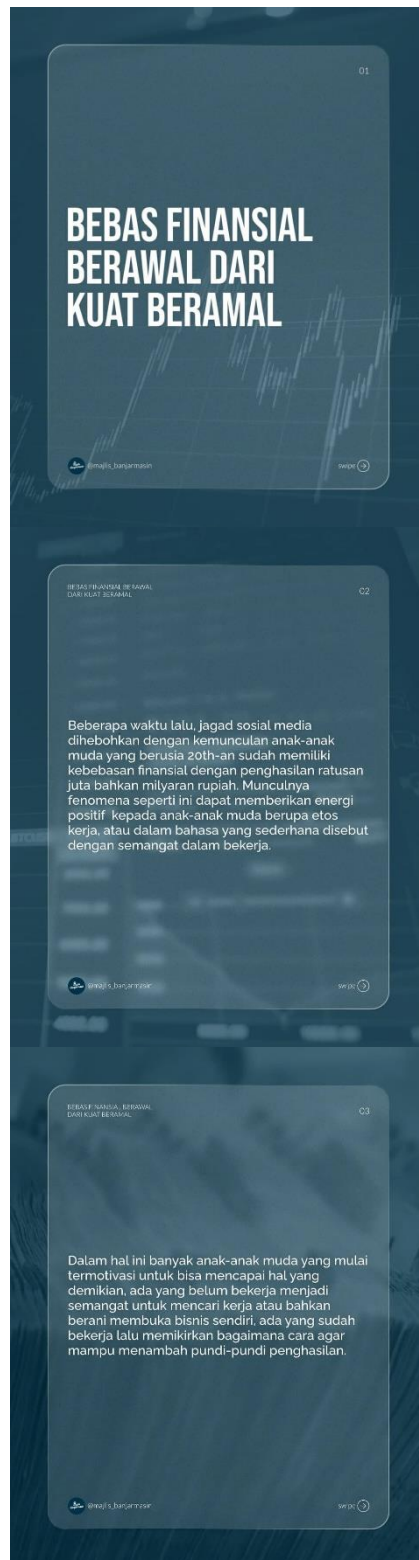 01
BEBAS FINANSIAL
BERAWAL DARI
KUAT BERAMAL
@majlis_banjarmasin
swipe
BEBAS FINANSIAL BERAWAL
DARI KUAT BERAMAL
02
Beberapa waktu lalu, jagad sosial media
dihebohkan dengan kemunculan anak-anak
muda yang berusia 20th-an sudah memiliki
kebebasan finansial dengan penghasilan ratusan
juta bahkan milyaran rupiah. Munculnya
fenomena seperti ini dapat memberikan energi
positif kepada anak-anak muda berupa etos
kerja, atau dalam bahasa yang sederhana disebut
dengan semangat dalam bekerja.
@majlis_banjarmasin
swipe
BEBAS FINANSIAL BERAWAL
DARI KUAT BERAMAL
03
Dalam hal ini banyak anak-anak muda yang mulai
termotivasi untuk bisa mencapai hal yang
demikian, ada yang belum bekerja menjadi
semangat untuk mencari kerja atau bahkan
berani membuka bisnis sendiri, ada yang sudah
bekerja lalu memikirkan bagaimana cara agar
mampu menambah pundi-pundi penghasilan.
@majlis_banjarmasin
swipe